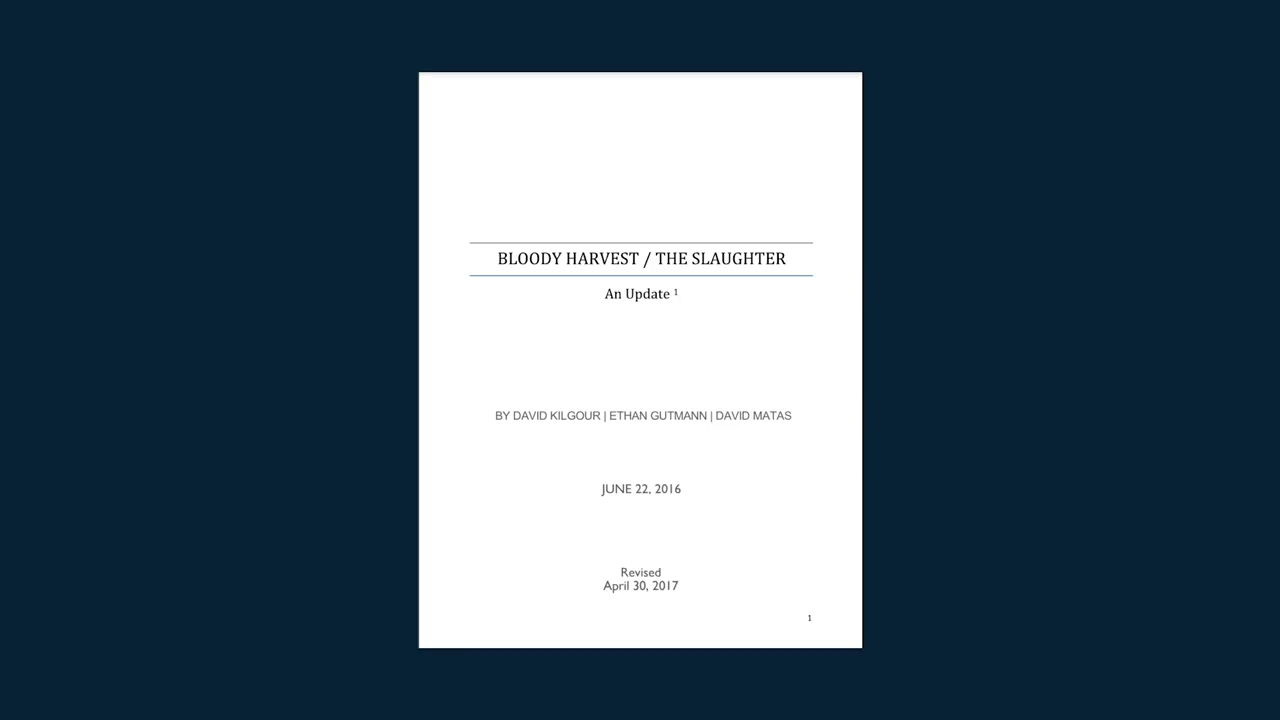 BLOODY HARVEST / THE SLAUGHTER
An Update 1
BY DAVID KILGOUR | ETHAN GUTMANN | DAVID MATAS
JUNE 22, 2016
Revised
April 30, 2017
1